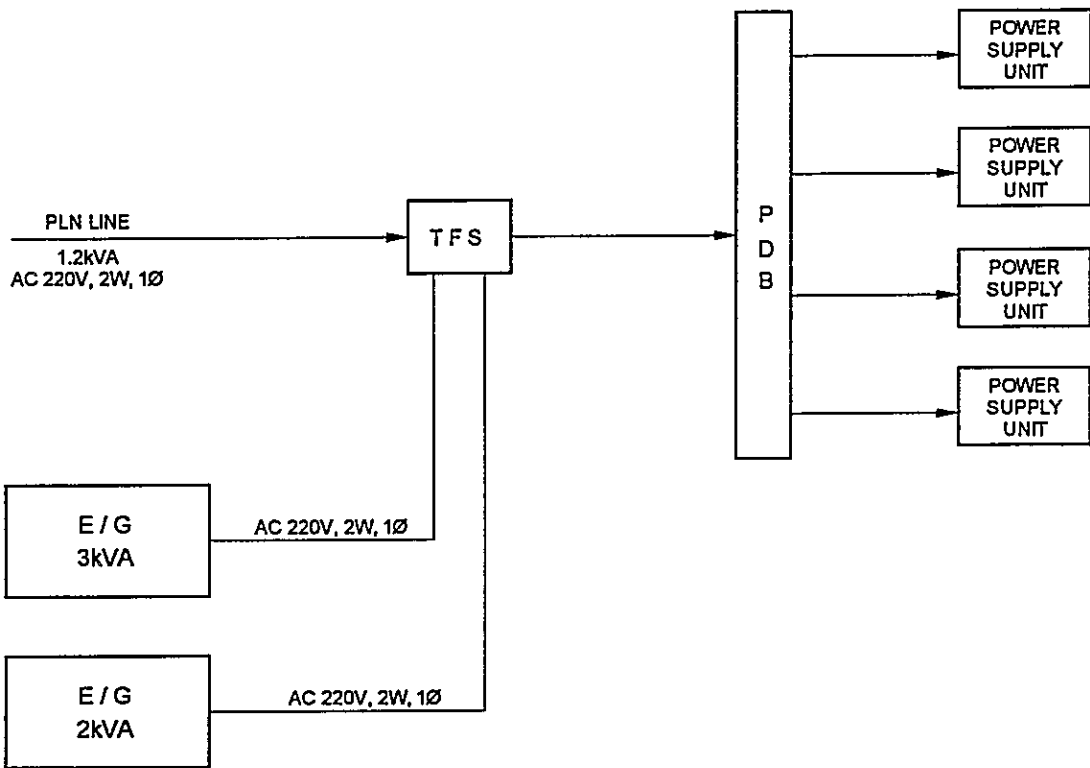 POWER
SUPPLY
UNIT
POWER
SUPPLY
UNIT
PLN LINE
1.2kVA
AC 220V, 2W, 1Ø
T F S
P
D
B
POWER
SUPPLY
UNIT
POWER
SUPPLY
UNIT
E / G
3kVA
AC 220V, 2W, 1Ø
E / G
2kVA
AC 220V, 2W, 1Ø